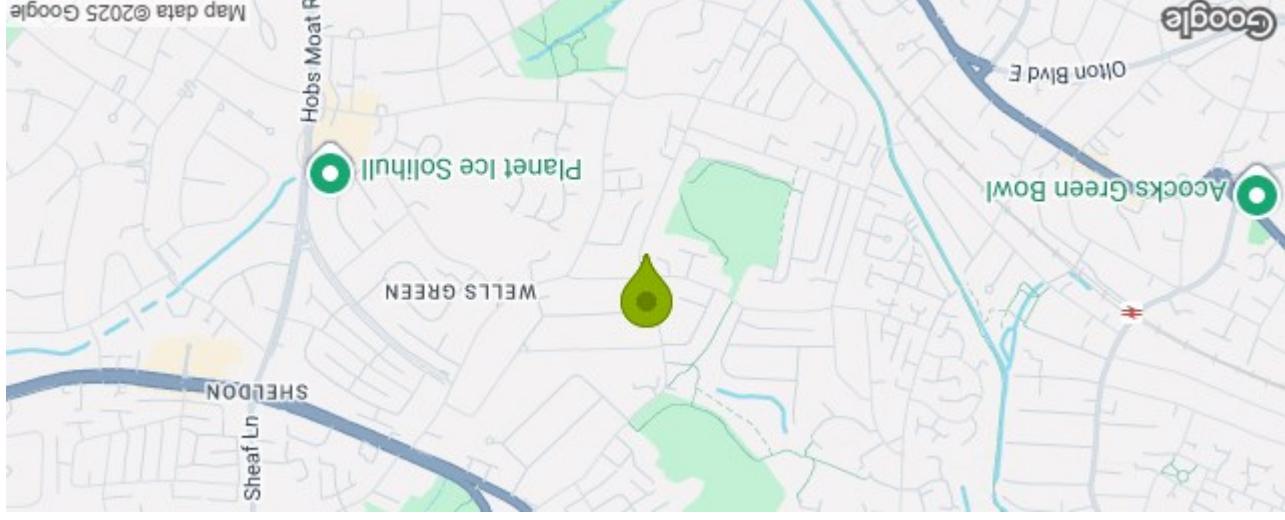 Acocks Green Bowl
Olton Blvd E
Google
Planet Ice Solihull
WELLS GREEN
SHELDON
Sheaf Ln
Hobs Moat R
Map data ©2025 Google